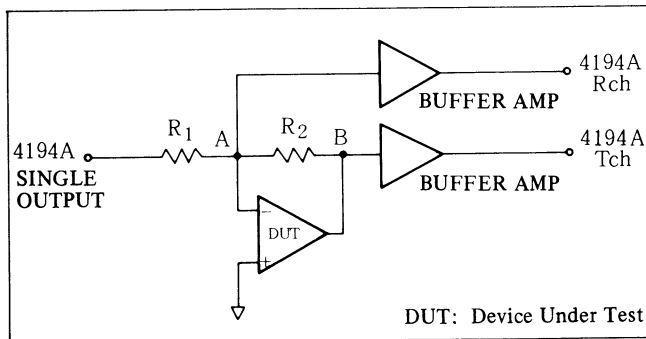 4194A
Rch
BUFFER AMP
R1
A
R2
B
4194A
SINGLE
OUTPUT
4194A
Tch
BUFFER AMP
−
DUT
+
DUT: Device Under Test